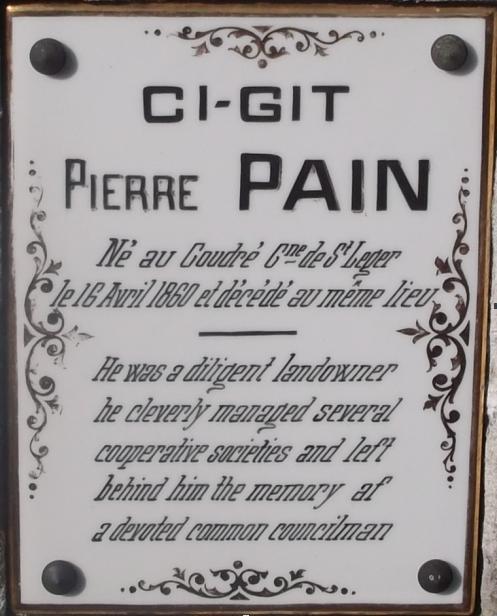 CI-GIT
PIERRE PAIN
Né au Coudré Cne de St Leger
le 16 Avril 1860 et décédé au même lieu
He was a diligent landowner
he cleverly managed several
cooperative societies and left
behind him the memory af
a devoted common councilman